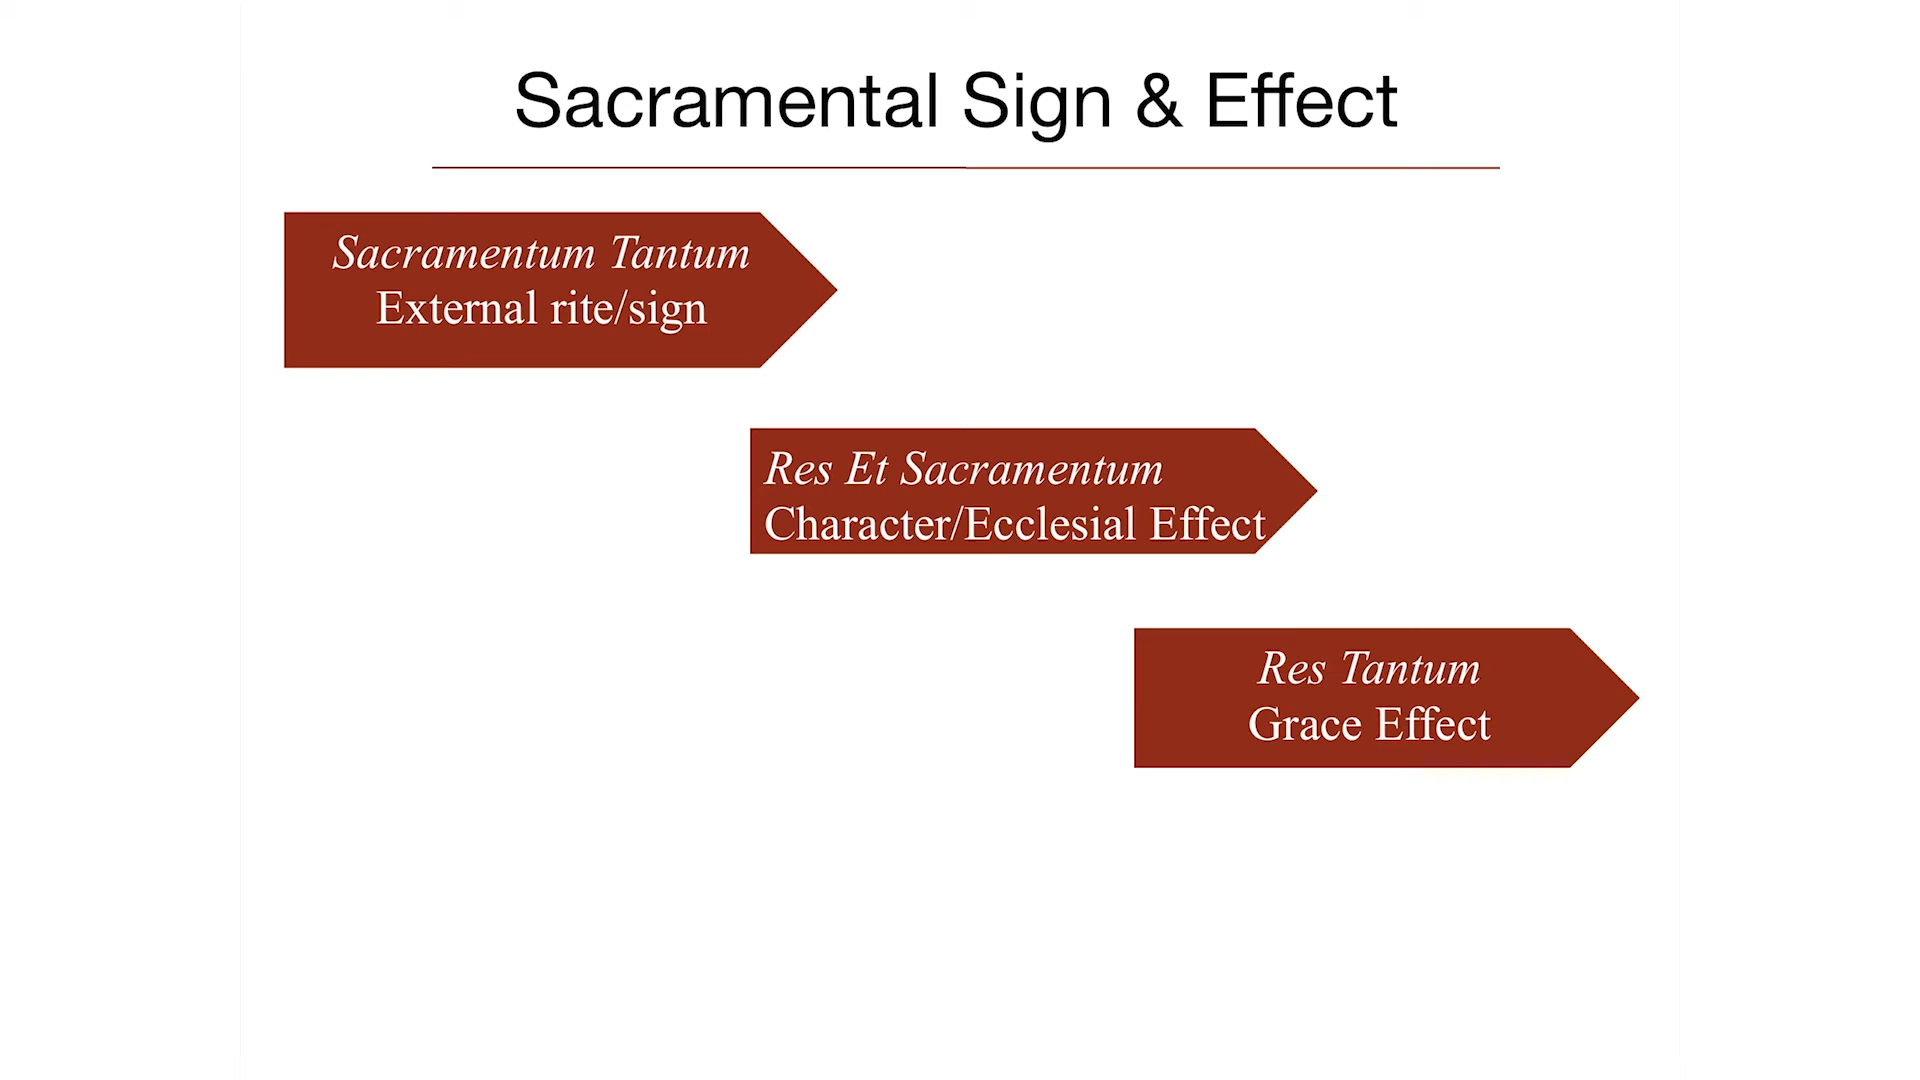 Sacramental Sign & Effect
Sacramentum Tantum
External rite/sign
Res Et Sacramentum
Character/Ecclesial Effect
Res Tantum
Grace Effect